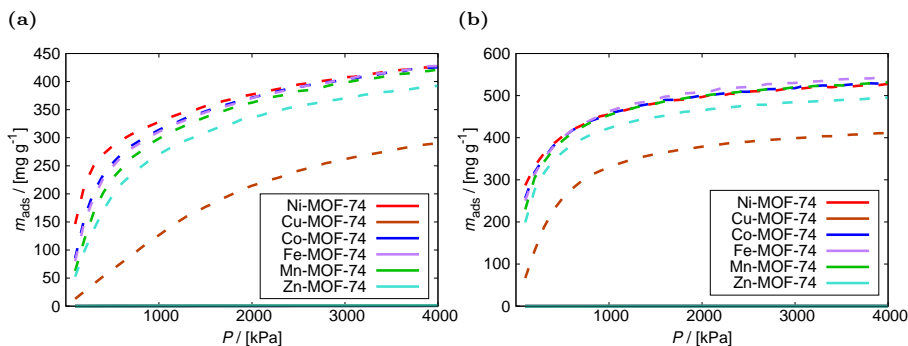 (a)
450
400
350
300
250
200
150
100
50
0
m_ads / [mg g⁻¹]
Ni-MOF-74
Cu-MOF-74
Co-MOF-74
Fe-MOF-74
Mn-MOF-74
Zn-MOF-74
1000 2000 3000 4000
P / [kPa]
(b)
600
500
400
300
200
100
0
m_ads / [mg g⁻¹]
Ni-MOF-74
Cu-MOF-74
Co-MOF-74
Fe-MOF-74
Mn-MOF-74
Zn-MOF-74
1000 2000 3000 4000
P / [kPa]